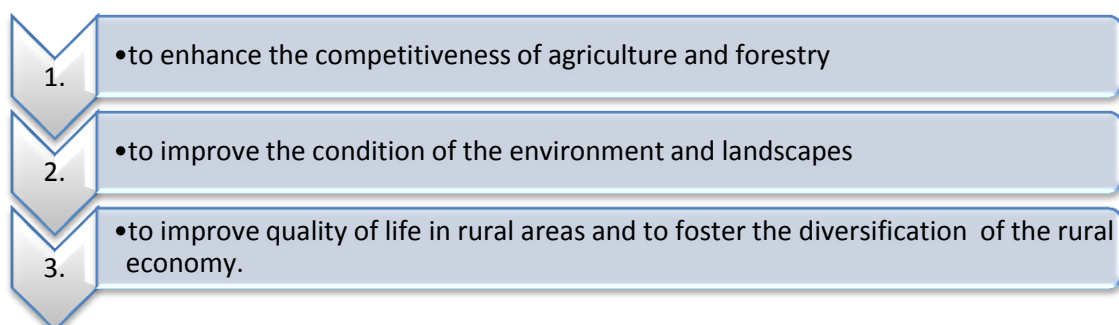 1.
•to enhance the competitiveness of agriculture and forestry
2.
•to improve the condition of the environment and landscapes
3.
•to improve quality of life in rural areas and to foster the diversification  of the rural
economy.